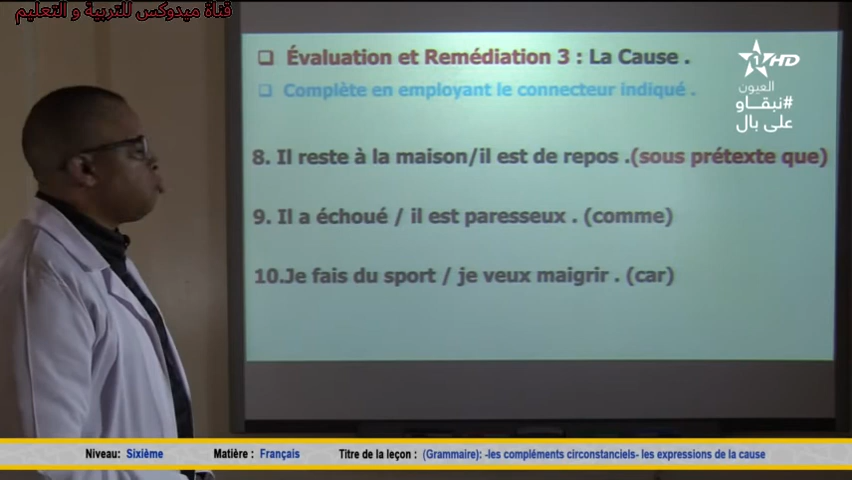 قناة ميدوكس للتربية و التعليم
❑ Évaluation et Remédiation 3 : La Cause .
❑ Complète en employant le connecteur indiqué .
8. Il reste à la maison/il est de repos .(sous prétexte que)
9. Il a échoué / il est paresseux . (comme)
10.Je fais du sport / je veux maigrir . (car)
1 HD
العيون
#نبقاو
على بال
Niveau: Sixième Matière : Français Titre de la leçon : (Grammaire): -les compléments circonstanciels- les expressions de la cause